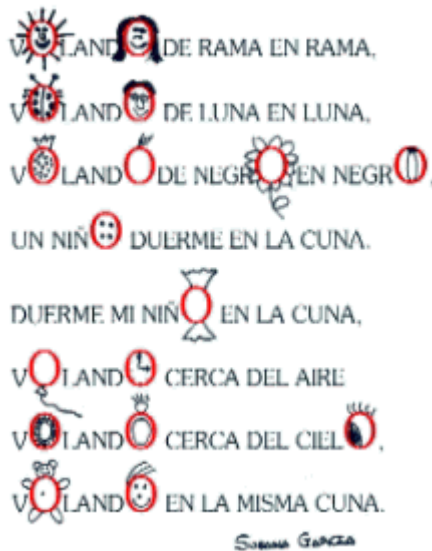 VOLANDO DE RAMA EN RAMA,
VOLANDO DE LUNA EN LUNA,
VOLANDO DE NEGRO EN NEGRO,
UN NIÑO DUERME EN LA CUNA.
DUERME MI NIÑO EN LA CUNA,
VOLANDO CERCA DEL AIRE
VOLANDO CERCA DEL CIELO,
VOLANDO EN LA MISMA CUNA.
SUSANA GARCÍA